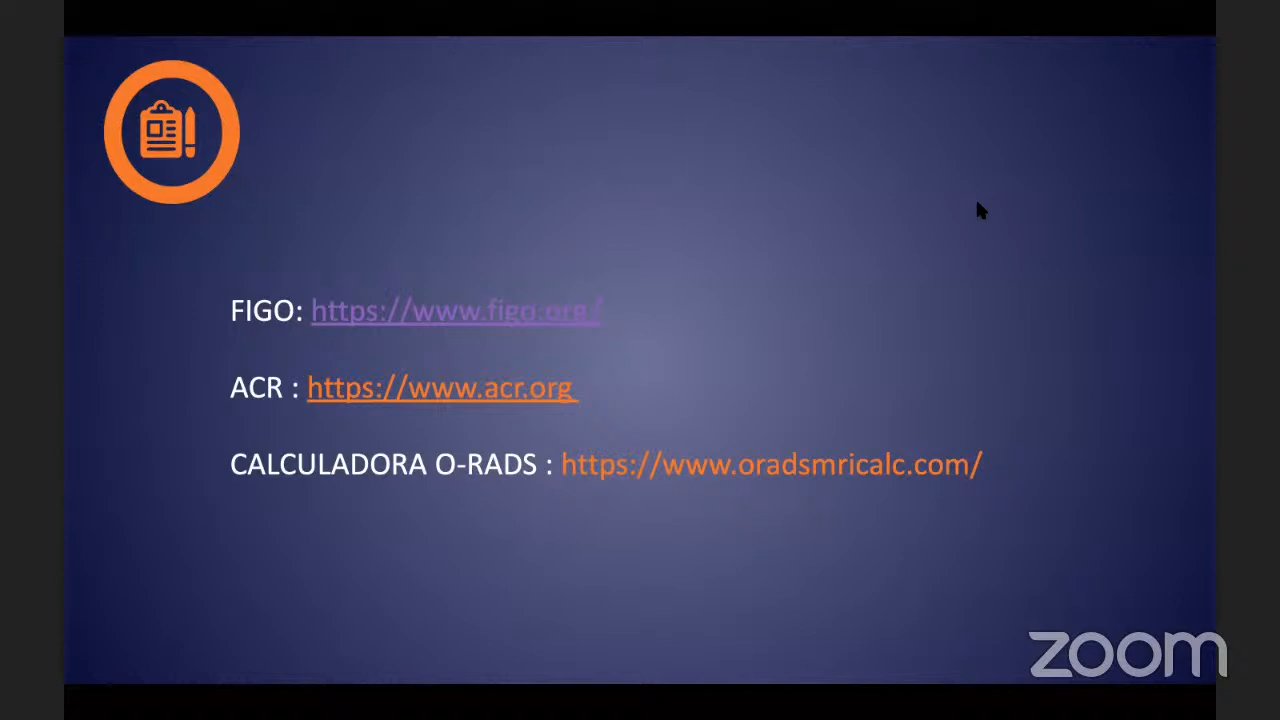 FIGO: https://www.figo.org/
ACR : https://www.acr.org
CALCULADORA O-RADS : https://www.oradsmricalc.com/
zoom